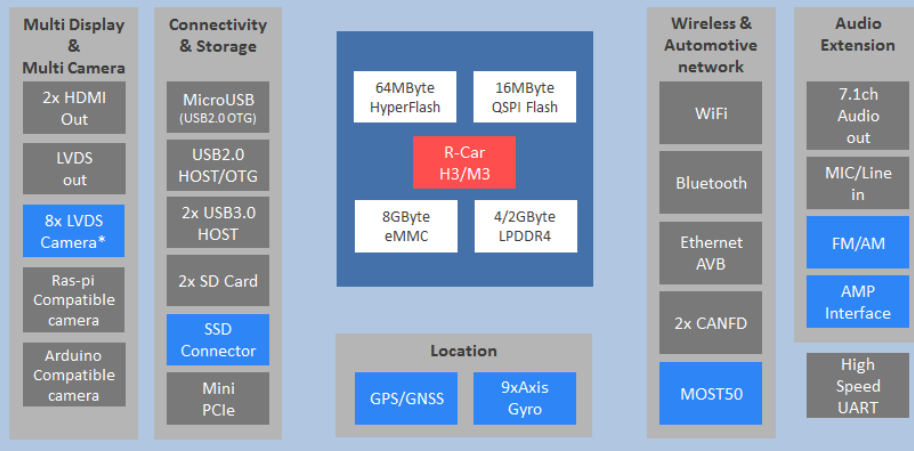 Multi Display
&
Multi Camera
2x HDMI
Out
LVDS
out
8x LVDS
Camera*
Ras-pi
Compatible
camera
Arduino
Compatible
camera
Connectivity
& Storage
MicroUSB
(USB2.0 OTG)
USB2.0
HOST/OTG
2x USB3.0
HOST
2x SD Card
SSD
Connector
Mini
PCIe
64MByte
HyperFlash
16MByte
QSPI Flash
R-Car
H3/M3
8GByte
eMMC
4/2GByte
LPDDR4
Location
GPS/GNSS
9xAxis
Gyro
Wireless &
Automotive
network
WiFi
Bluetooth
Ethernet
AVB
2x CANFD
MOST50
Audio
Extension
7.1ch
Audio
out
MIC/Line
in
FM/AM
AMP
Interface
High
Speed
UART